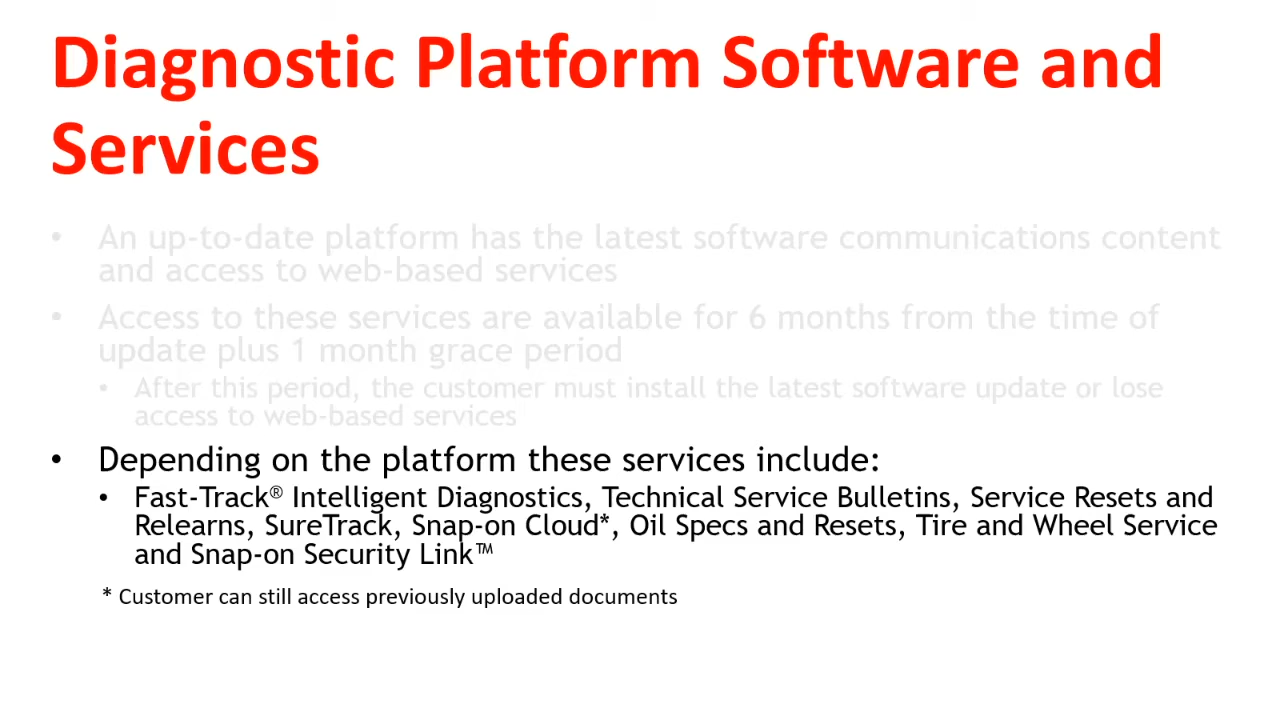 Diagnostic Platform Software and
Services
• An up-to-date platform has the latest software communications content
and access to web-based services
• Access to these services are available for 6 months from the time of
update plus 1 month grace period
• After this period, the customer must install the latest software update or lose
access to web-based services
• Depending on the platform these services include:
• Fast-Track® Intelligent Diagnostics, Technical Service Bulletins, Service Resets and
Relearns, SureTrack, Snap-on Cloud*, Oil Specs and Resets, Tire and Wheel Service
and Snap-on Security Link™
* Customer can still access previously uploaded documents